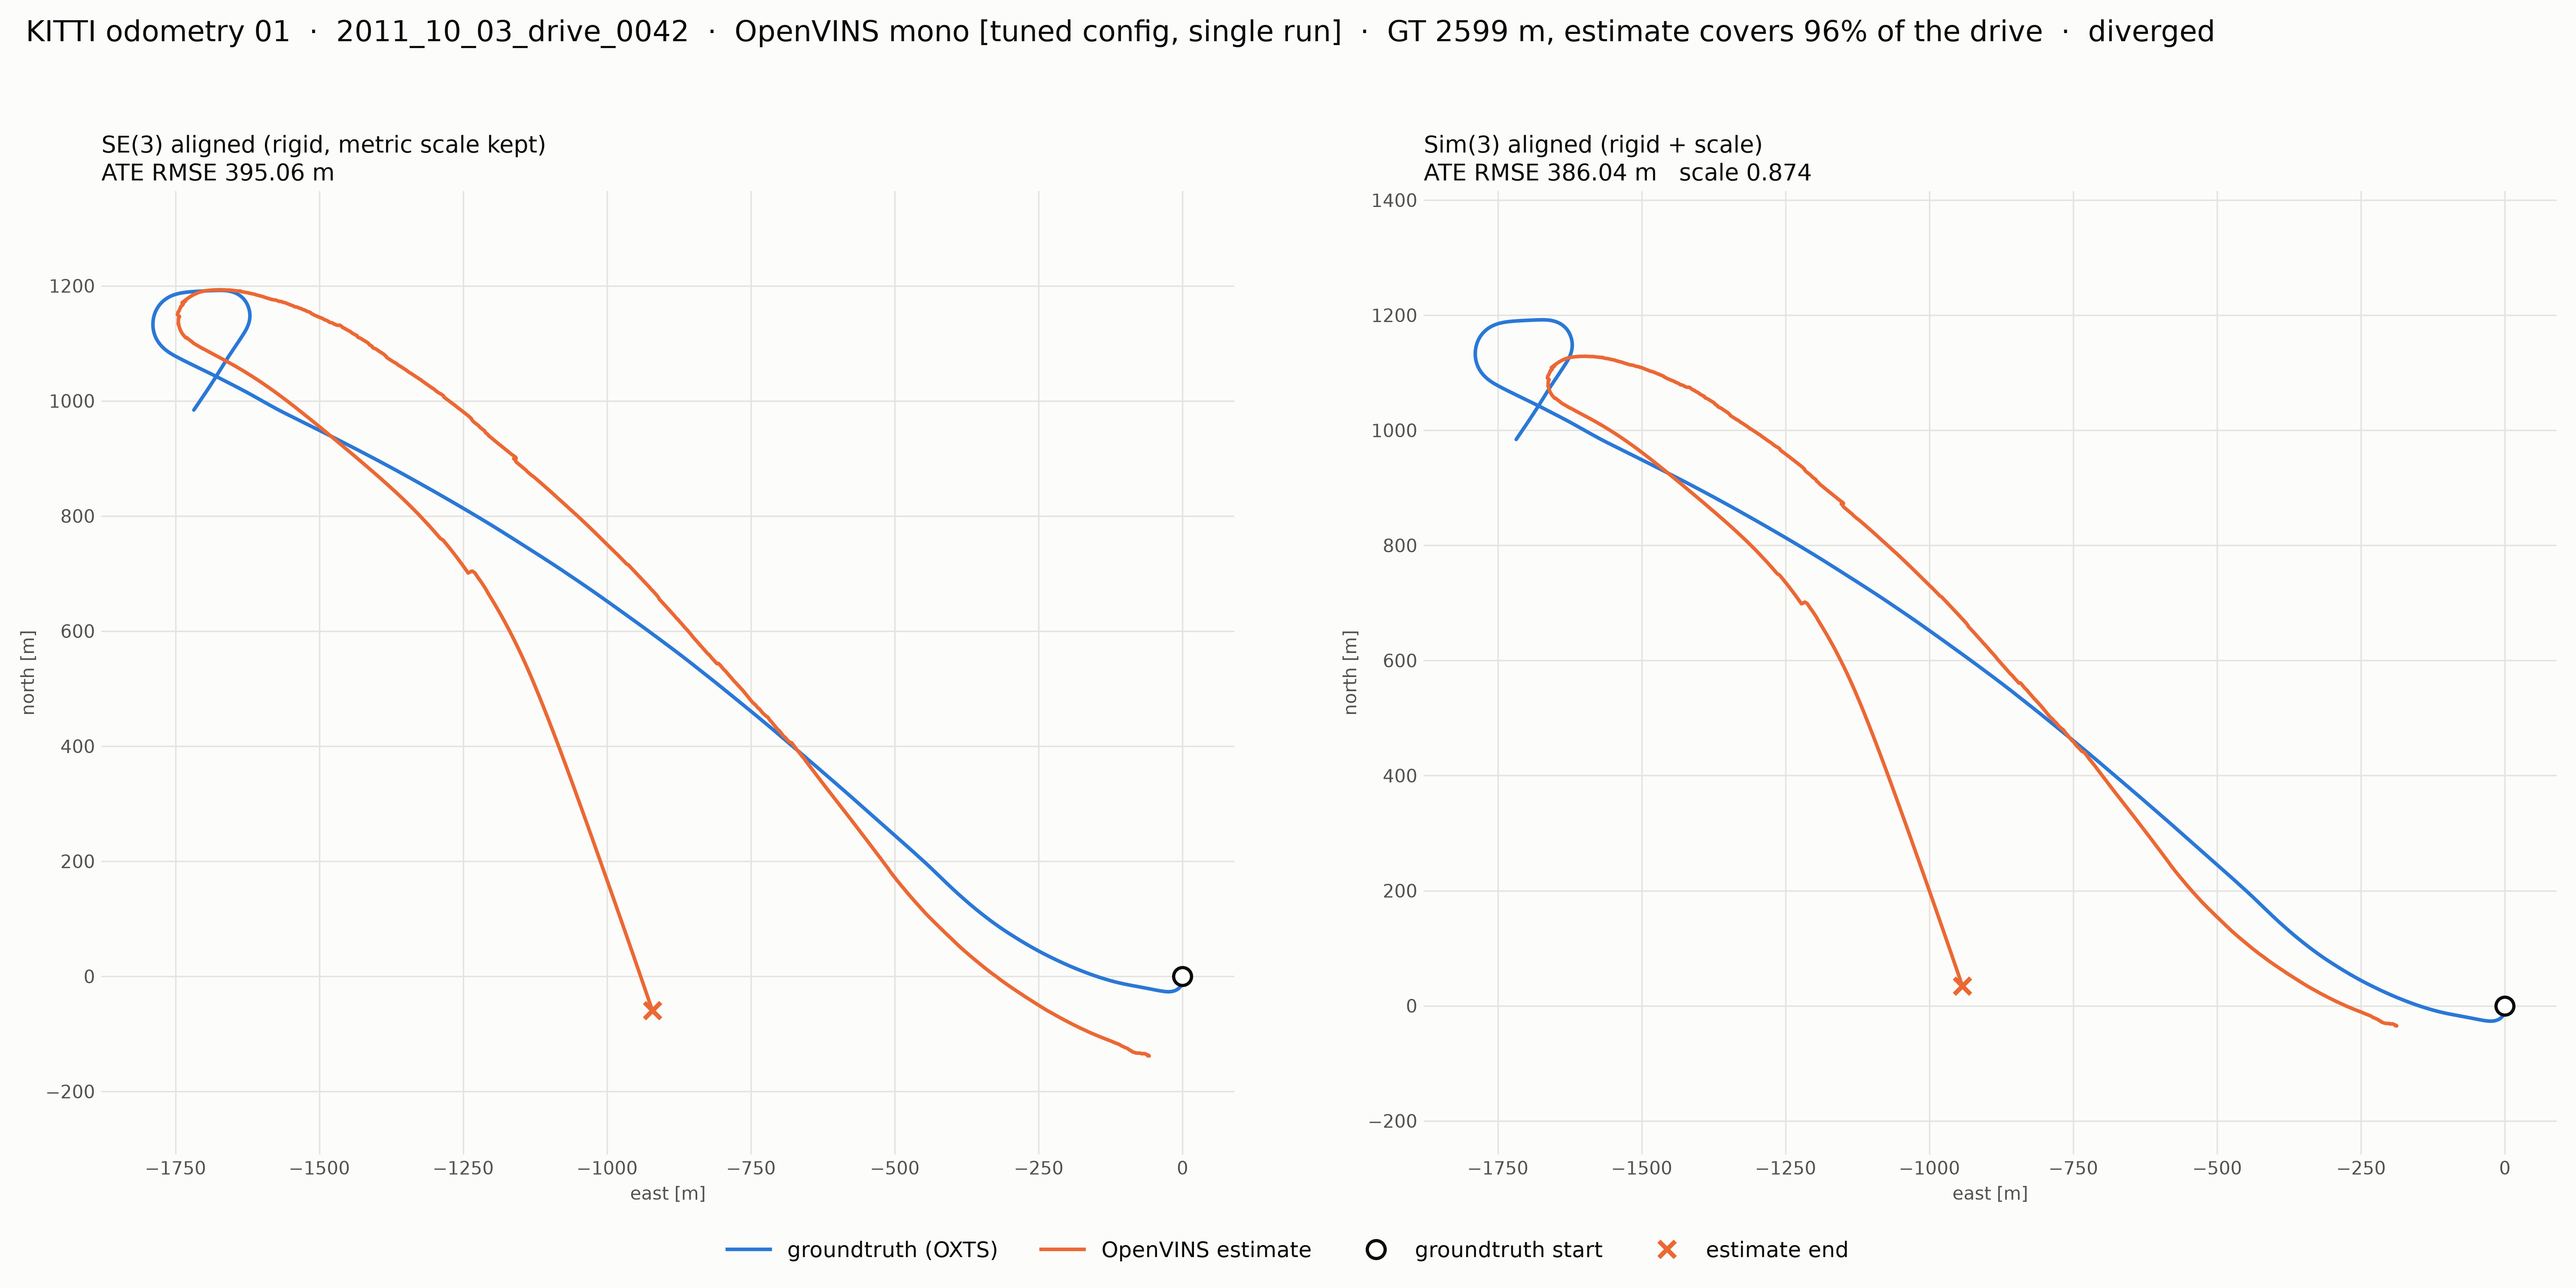 KITTI odometry 01 · 2011_10_03_drive_0042 · OpenVINS mono [tuned config, single run] · GT 2599 m, estimate covers 96% of the drive · diverged
SE(3) aligned (rigid, metric scale kept)
ATE RMSE 395.06 m
1200
1000
800
600
400
200
0
−200
north [m]
−1750
−1500
−1250
−1000
−750
−500
−250
0
east [m]
Sim(3) aligned (rigid + scale)
ATE RMSE 386.04 m scale 0.874
1400
1200
1000
800
600
400
200
0
−200
north [m]
−1750
−1500
−1250
−1000
−750
−500
−250
0
east [m]
groundtruth (OXTS)
OpenVINS estimate
groundtruth start
estimate end